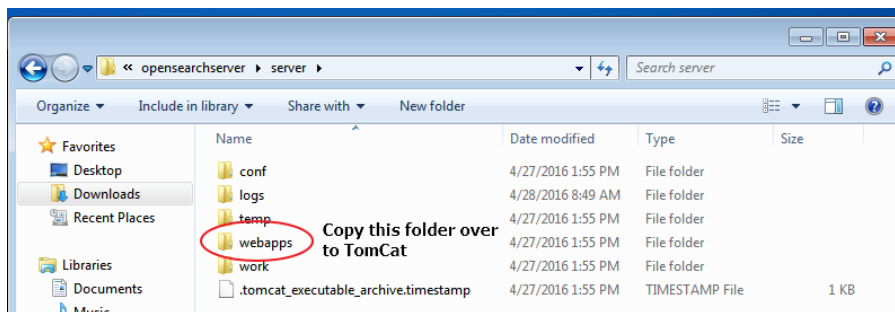 « opensearchserver ▸ server ▸ Search server
Organize ▾ Include in library ▾ Share with ▾ New folder
Name Date modified Type Size
Favorites
Desktop
Downloads
Recent Places
Libraries
Documents
Music
conf 4/27/2016 1:55 PM File folder
logs 4/28/2016 8:49 AM File folder
temp 4/27/2016 1:55 PM File folder
webapps 4/27/2016 1:55 PM File folder
work 4/27/2016 1:55 PM File folder
.tomcat_executable_archive.timestamp 4/27/2016 1:55 PM TIMESTAMP File 1 KB
Copy this folder over
to TomCat